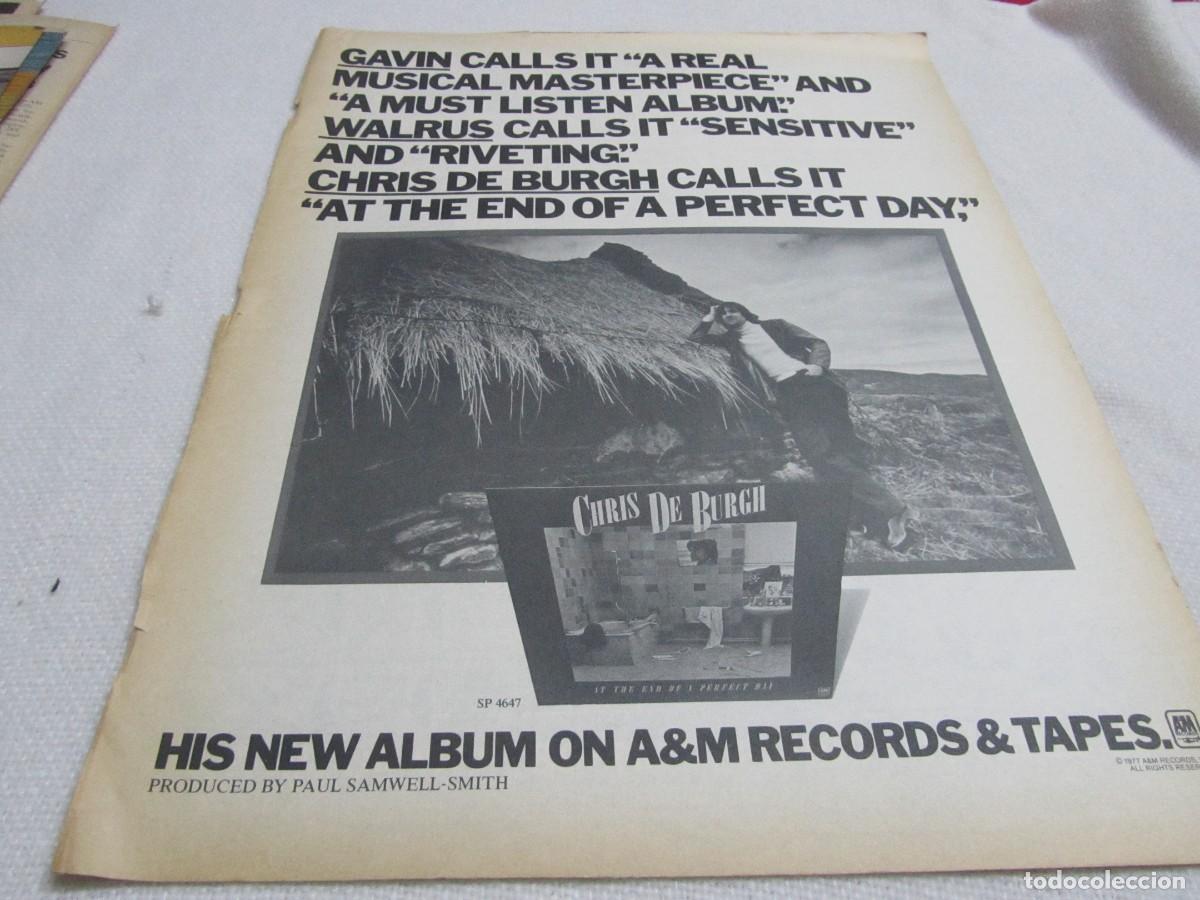 GAVIN CALLS IT “A REAL
MUSICAL MASTERPIECE” AND
“A MUST LISTEN ALBUM.”
WALRUS CALLS IT “SENSITIVE”
AND “RIVETING.”
CHRIS DE BURGH CALLS IT
“AT THE END OF A PERFECT DAY,”
CHRIS DE BURGH
AT THE END OF A PERFECT DAY
SP 4647
HIS NEW ALBUM ON A&M RECORDS & TAPES.
A&M
PRODUCED BY PAUL SAMWELL-SMITH
© 1977 A&M RECORDS,
ALL RIGHTS RESER
todocoleccion